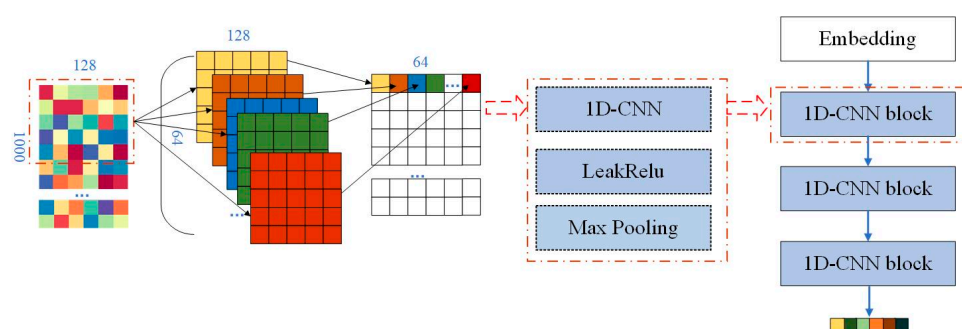 128
1000
...
128
64
...
64
...
...
1D-CNN
LeakRelu
Max Pooling
Embedding
1D-CNN block
1D-CNN block
1D-CNN block